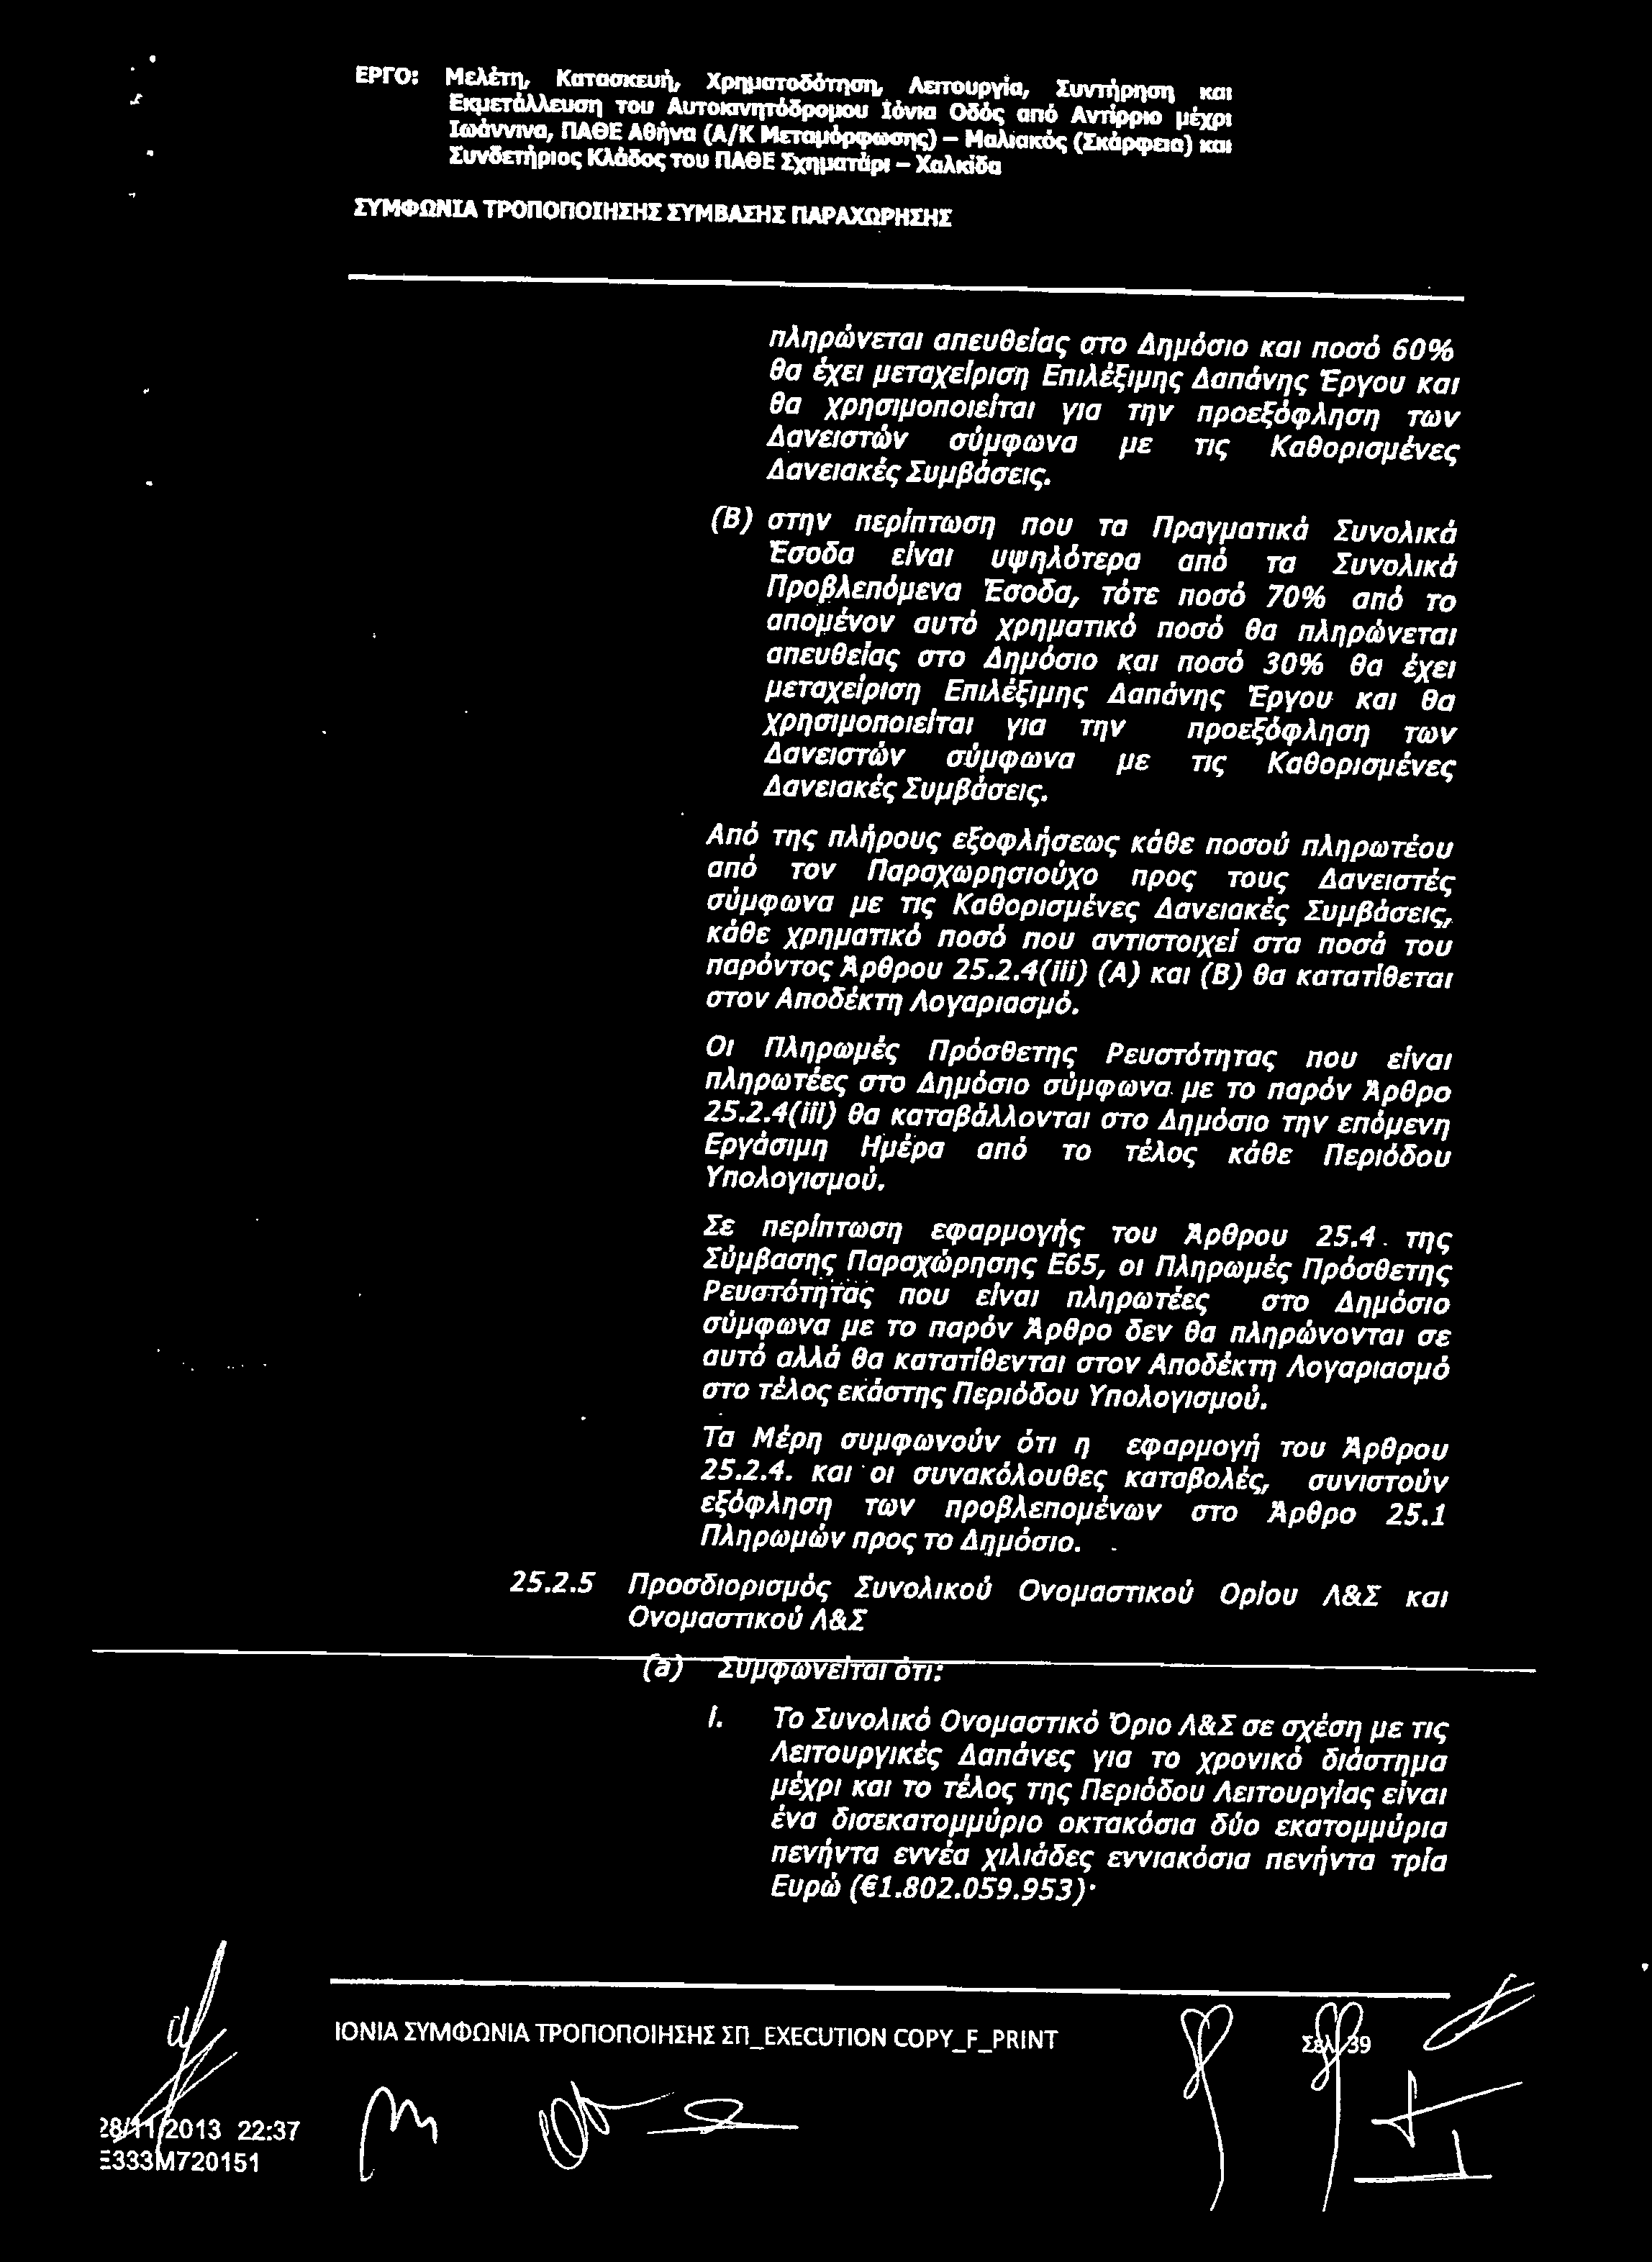 ΕΡΓΟ: Μελέτη, Κατασκευή, Χρηματοδότηση, Λειτουργία, Συντήρηση και
Εκμετάλλευση του Αυτοκινητόδρομου Ιόνια Οδός από Αντίρριο μέχρι
Ιωάννινα, ΠΑΘΕ Αθήνα (Α/Κ Μεταμόρφωσης) – Μαλιακός (Σκάρφεια) και
Συνδετήριος Κλάδος του ΠΑΘΕ Σχηματάρι – Χαλκίδα
ΣΥΜΦΩΝΙΑ ΤΡΟΠΟΠΟΙΗΣΗΣ ΣΥΜΒΑΣΗΣ ΠΑΡΑΧΩΡΗΣΗΣ
πληρώνεται απευθείας στο Δημόσιο και ποσό 60%
θα έχει μεταχείριση Επιλέξιμης Δαπάνης Έργου και
θα χρησιμοποιείται για την προεξόφληση των
Δανειστών σύμφωνα με τις Καθορισμένες
Δανειακές Συμβάσεις.
(Β) στην περίπτωση που τα Πραγματικά Συνολικά
Έσοδα είναι υψηλότερα από τα Συνολικά
Προβλεπόμενα Έσοδα, τότε ποσό 70% από το
απομένον αυτό χρηματικό ποσό θα πληρώνεται
απευθείας στο Δημόσιο και ποσό 30% θα έχει
μεταχείριση Επιλέξιμης Δαπάνης Έργου και θα
χρησιμοποιείται για την προεξόφληση των
Δανειστών σύμφωνα με τις Καθορισμένες
Δανειακές Συμβάσεις.
Από της πλήρους εξοφλήσεως κάθε ποσού πληρωτέου
από τον Παραχωρησιούχο προς τους Δανειστές
σύμφωνα με τις Καθορισμένες Δανειακές Συμβάσεις,
κάθε χρηματικό ποσό που αντιστοιχεί στα ποσά του
παρόντος Άρθρου 25.2.4(iii) (Α) και (Β) θα κατατίθεται
στον Αποδέκτη Λογαριασμό.
Οι Πληρωμές Πρόσθετης Ρευστότητας που είναι
πληρωτέες στο Δημόσιο σύμφωνα με το παρόν Άρθρο
25.2.4(iii) θα καταβάλλονται στο Δημόσιο την επόμενη
Εργάσιμη Ημέρα από το τέλος κάθε Περιόδου
Υπολογισμού.
Σε περίπτωση εφαρμογής του Άρθρου 25.4. της
Σύμβασης Παραχώρησης Ε65, οι Πληρωμές Πρόσθετης
Ρευστότητας που είναι πληρωτέες στο Δημόσιο
σύμφωνα με το παρόν Άρθρο δεν θα πληρώνονται σε
αυτό αλλά θα κατατίθενται στον Αποδέκτη Λογαριασμό
στο τέλος εκάστης Περιόδου Υπολογισμού.
Τα Μέρη συμφωνούν ότι η εφαρμογή του Άρθρου
25.2.4. και οι συνακόλουθες καταβολές, συνιστούν
εξόφληση των προβλεπομένων στο Άρθρο 25.1
Πληρωμών προς το Δημόσιο.
25.2.5 Προσδιορισμός Συνολικού Ονομαστικού Ορίου Λ&Σ και
Ονομαστικού Λ&Σ
(a) Συμφωνείται ότι:
i. Το Συνολικό Ονομαστικό Όριο Λ&Σ σε σχέση με τις
Λειτουργικές Δαπάνες για το χρονικό διάστημα
μέχρι και το τέλος της Περιόδου Λειτουργίας είναι
ένα δισεκατομμύριο οκτακόσια δύο εκατομμύρια
πενήντα εννέα χιλιάδες εννιακόσια πενήντα τρία
Ευρώ (€1.802.059.953)·
ΙΟΝΙΑ ΣΥΜΦΩΝΙΑ ΤΡΟΠΟΠΟΙΗΣΗΣ ΣΠ_EXECUTION COPY_F_PRINT
Σελ. 39
28/11/2013 22:37
E333M720151